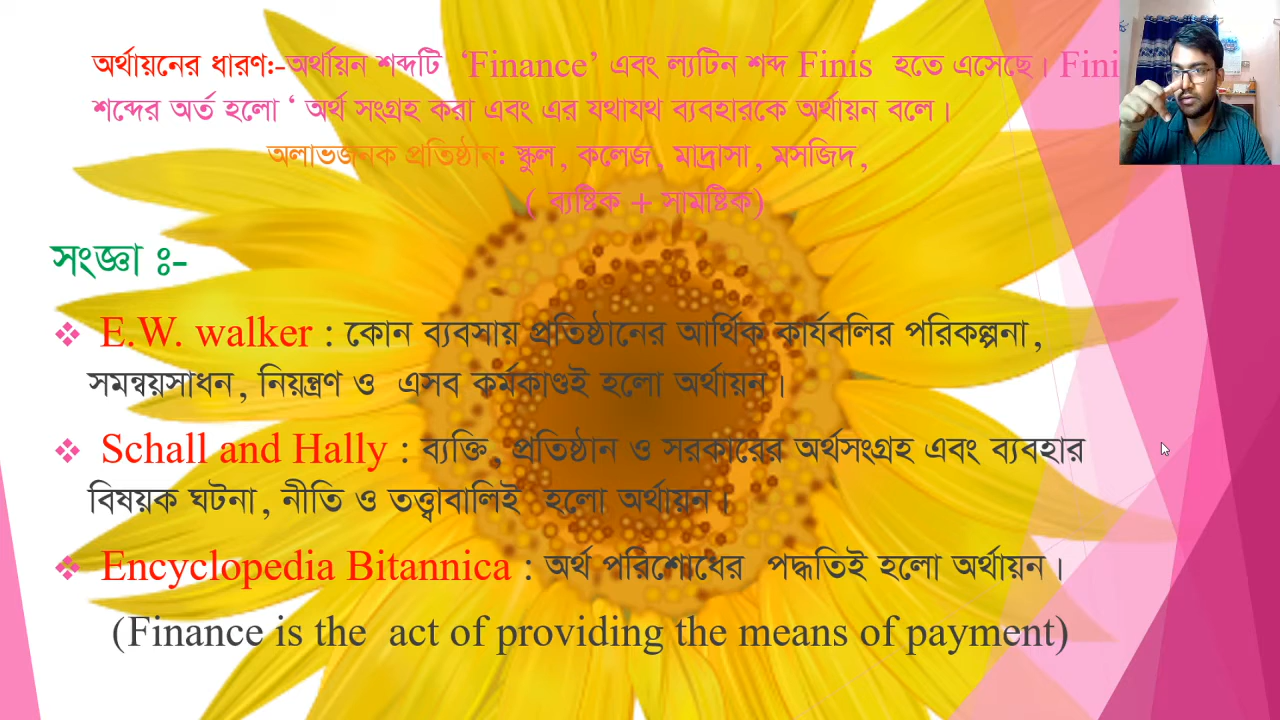 অর্থায়নের ধারণ:-অর্থায়ন শব্দটি ‘Finance’ এবং ল্যটিন শব্দ Finis হতে এসেছে। Fini
শব্দের অর্ত হলো ‘ অর্থ সংগ্রহ করা এবং এর যথাযথ ব্যবহারকে অর্থায়ন বলে।
অলাভজনক প্রতিষ্ঠান: স্কুল, কলেজ, মাদ্রাসা, মসজিদ,
( ব্যষ্টিক + সামষ্টিক)
সংজ্ঞা ঃ-
❖ E.W. walker : কোন ব্যবসায় প্রতিষ্ঠানের আর্থিক কার্যবলির পরিকল্পনা,
সমন্বয়সাধন, নিয়ন্ত্রণ ও এসব কর্মকাণ্ডই হলো অর্থায়ন।
❖ Schall and Hally : ব্যক্তি, প্রতিষ্ঠান ও সরকারের অর্থসংগ্রহ এবং ব্যবহার
বিষয়ক ঘটনা, নীতি ও তত্ত্বাবালিই হলো অর্থায়ন।
❖ Encyclopedia Bitannica : অর্থ পরিশোধের পদ্ধতিই হলো অর্থায়ন।
(Finance is the act of providing the means of payment)